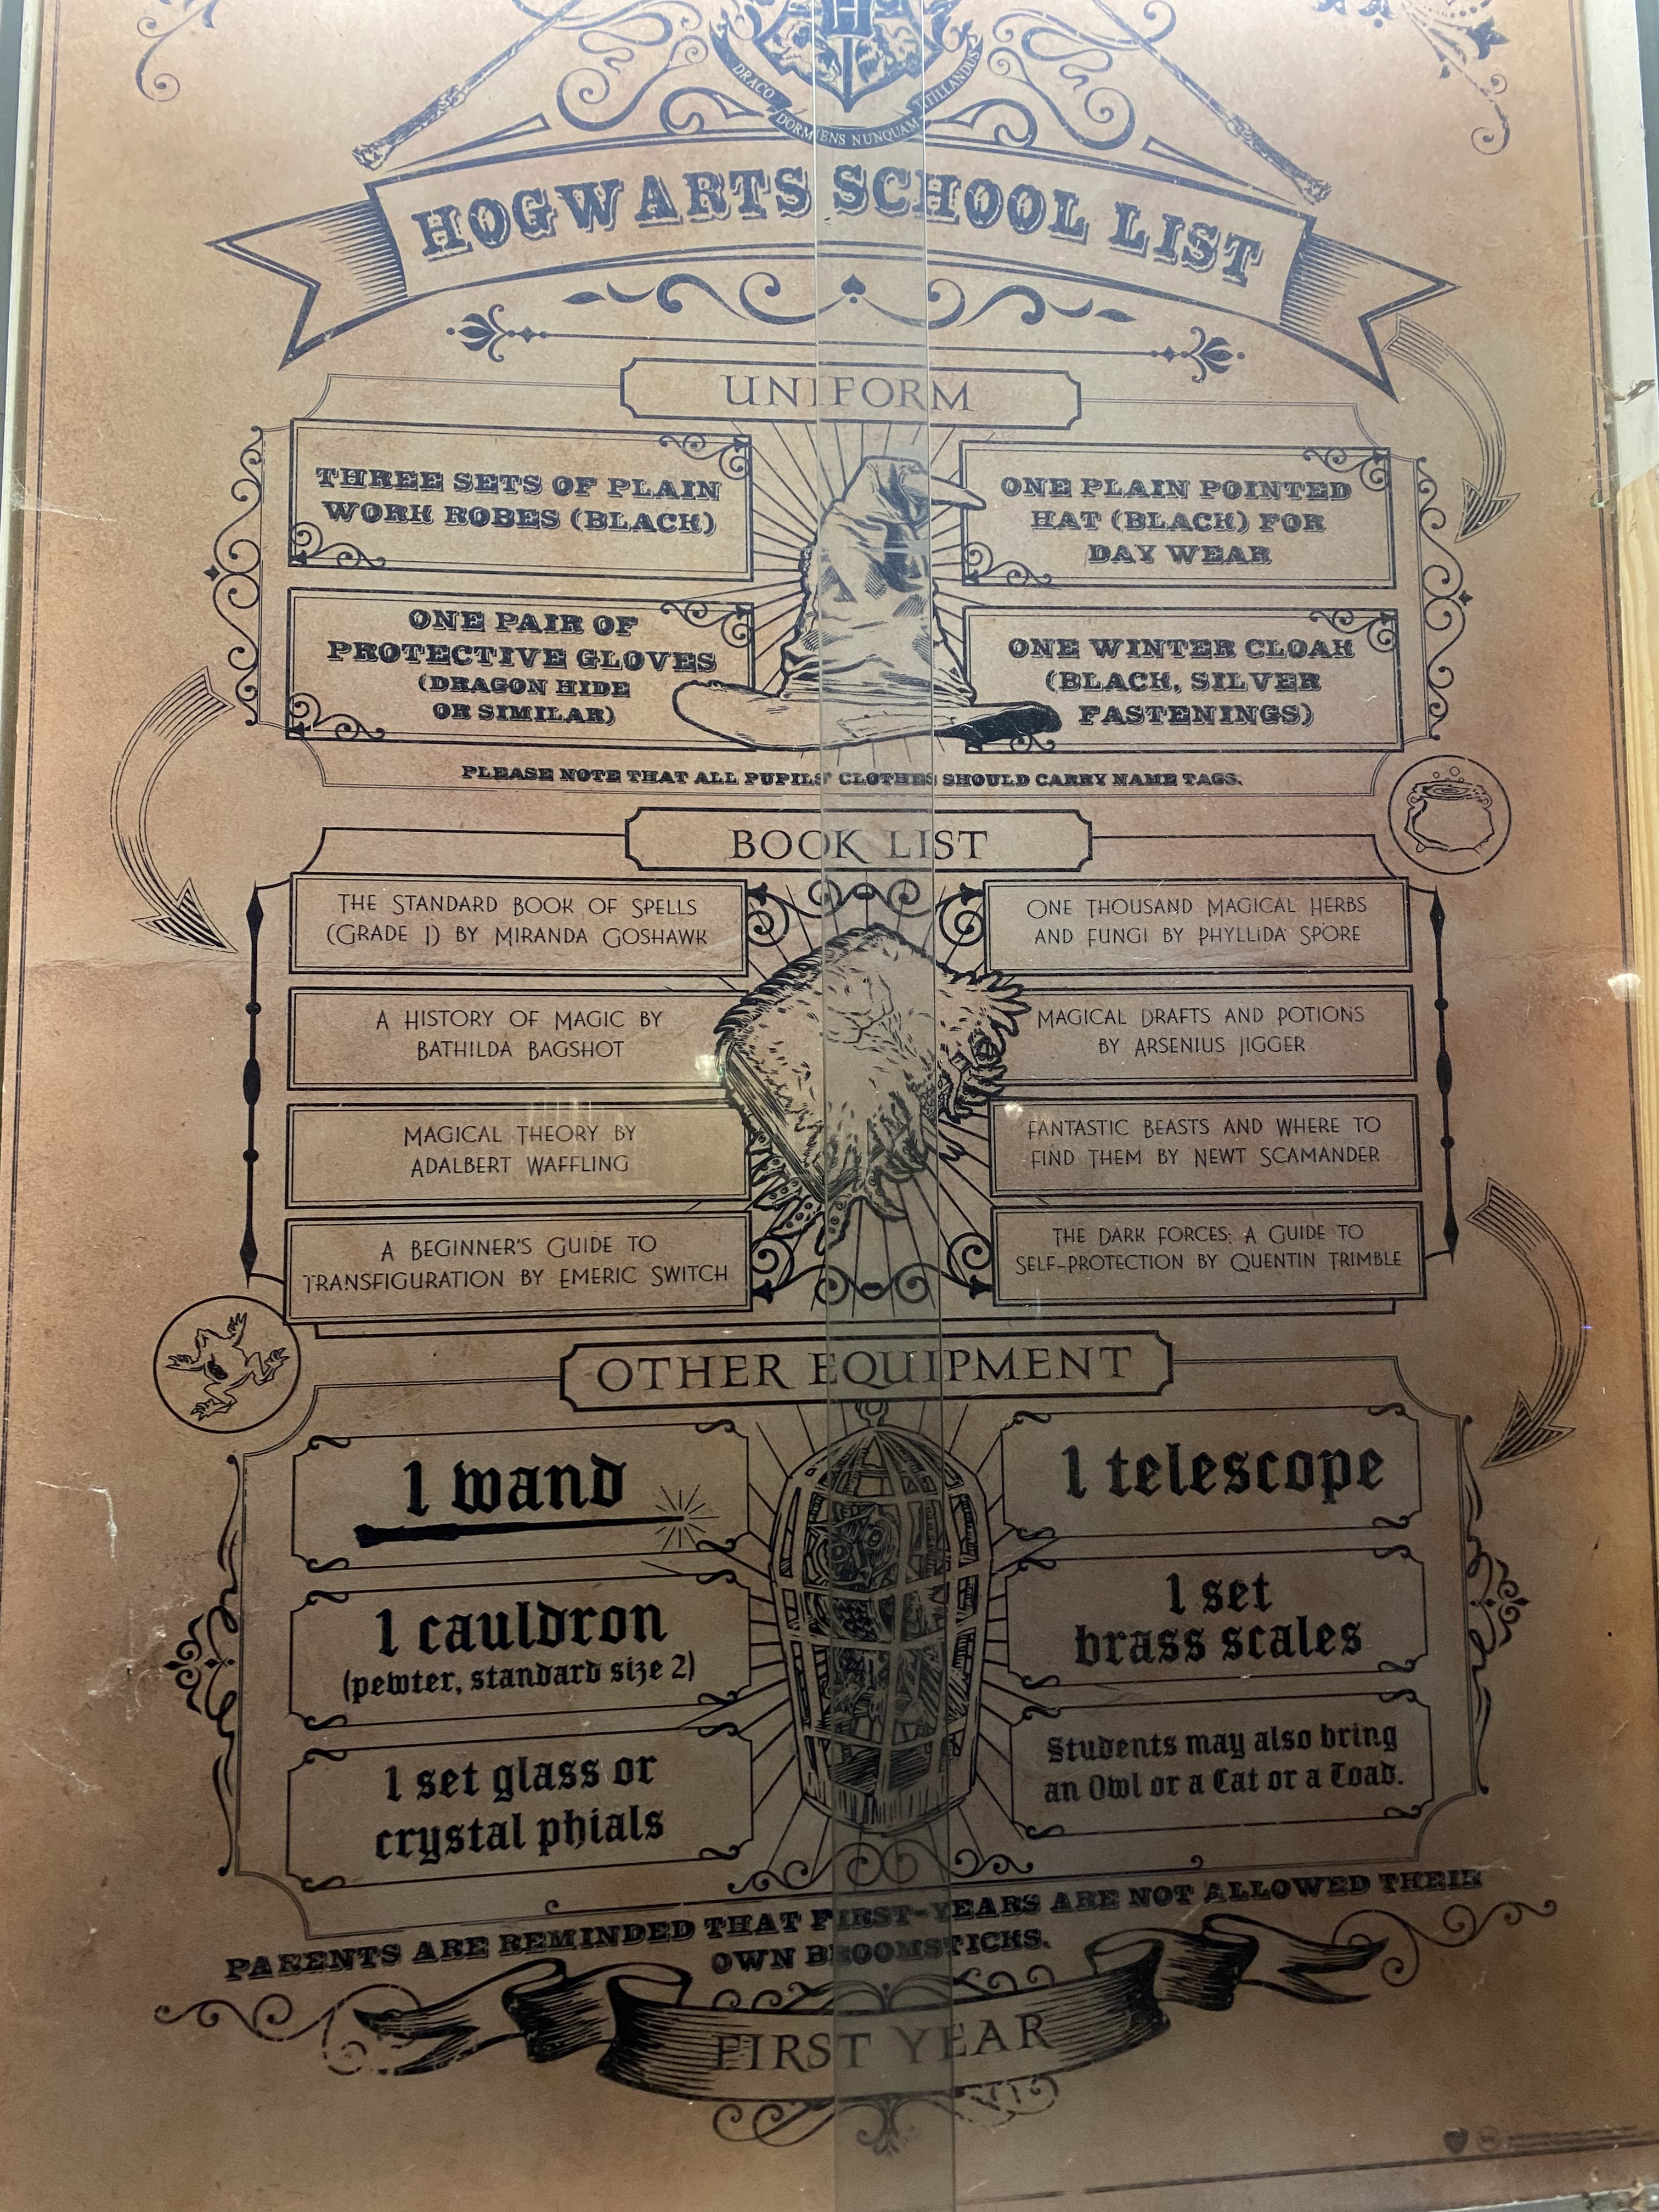 DRACO DORMIENS NUNQUAM TITILLANDUS
HOGWARTS SCHOOL LIST
UNIFORM
THREE SETS OF PLAIN
WORK ROBES (BLACK)
ONE PLAIN POINTED
HAT (BLACK) FOR
DAY WEAR
ONE PAIR OF
PROTECTIVE GLOVES
(DRAGON HIDE
OR SIMILAR)
ONE WINTER CLOAK
(BLACK, SILVER
FASTENINGS)
PLEASE NOTE THAT ALL PUPILS' CLOTHES SHOULD CARRY NAME TAGS.
BOOK LIST
THE STANDARD BOOK OF SPELLS
(GRADE 1) BY MIRANDA GOSHAWK
ONE THOUSAND MAGICAL HERBS
AND FUNGI BY PHYLLIDA SPORE
A HISTORY OF MAGIC BY
BATHILDA BAGSHOT
MAGICAL DRAFTS AND POTIONS
BY ARSENIUS JIGGER
MAGICAL THEORY BY
ADALBERT WAFFLING
FANTASTIC BEASTS AND WHERE TO
FIND THEM BY NEWT SCAMANDER
A BEGINNER'S GUIDE TO
TRANSFIGURATION BY EMERIC SWITCH
THE DARK FORCES: A GUIDE TO
SELF-PROTECTION BY QUENTIN TRIMBLE
OTHER EQUIPMENT
1 wand
1 telescope
1 cauldron
(pewter, standard size 2)
1 set
brass scales
1 set glass or
crystal phials
Students may also bring
an Owl or a Cat or a Toad.
PARENTS ARE REMINDED THAT FIRST-YEARS ARE NOT ALLOWED THEIR
OWN BROOMSTICKS.
FIRST YEAR